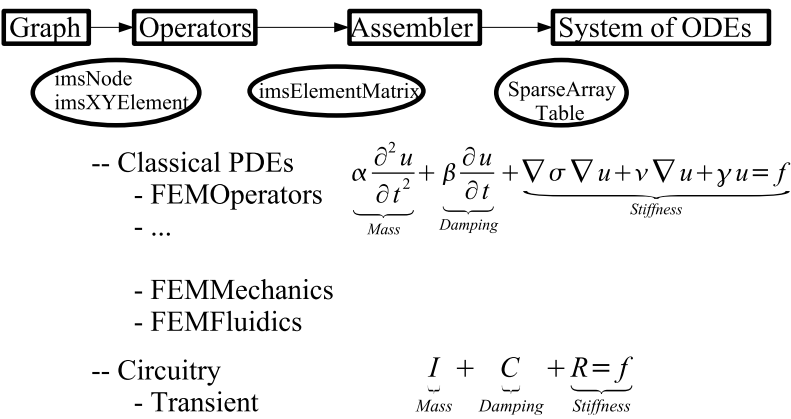 Graph Operators Assembler System of ODEs
imsNode
imsXYElement
imsElementMatrix
SparseArray
Table
-- Classical PDEs
α ∂²u/∂t² + β ∂u/∂t + ∇σ∇u+ν∇u+γu=f
Mass Damping Stiffness
- FEMOperators
- ...
- FEMMechanics
- FEMFluidics
-- Circuitry
I + C + R=f
Mass Damping Stiffness
- Transient